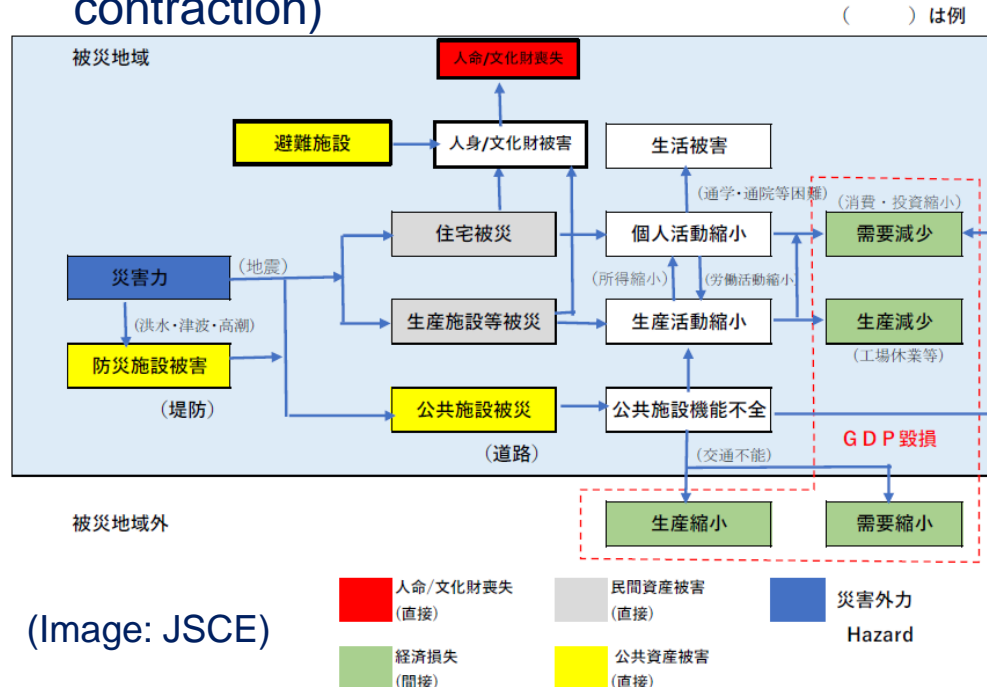 contraction)
(　　　) は例
被災地域
人命/文化財喪失
避難施設
人身/文化財被害
生活被害
(通学・通院等困難)
(消費・投資縮小)
住宅被災
個人活動縮小
需要減少
災害力
(地震)
(所得縮小)
(労働活動縮小)
(洪水・津波・高潮)
生産施設等被災
生産活動縮小
生産減少
(工場休業等)
防災施設被害
(堤防)
公共施設被災
公共施設機能不全
(道路)
(交通不能)
ＧＤＰ毀損
被災地域外
生産縮小
需要縮小
人命/文化財喪失
(直接)
民間資産被害
(直接)
災害外力
Hazard
(Image: JSCE)
経済損失
(間接)
公共資産被害
(直接)